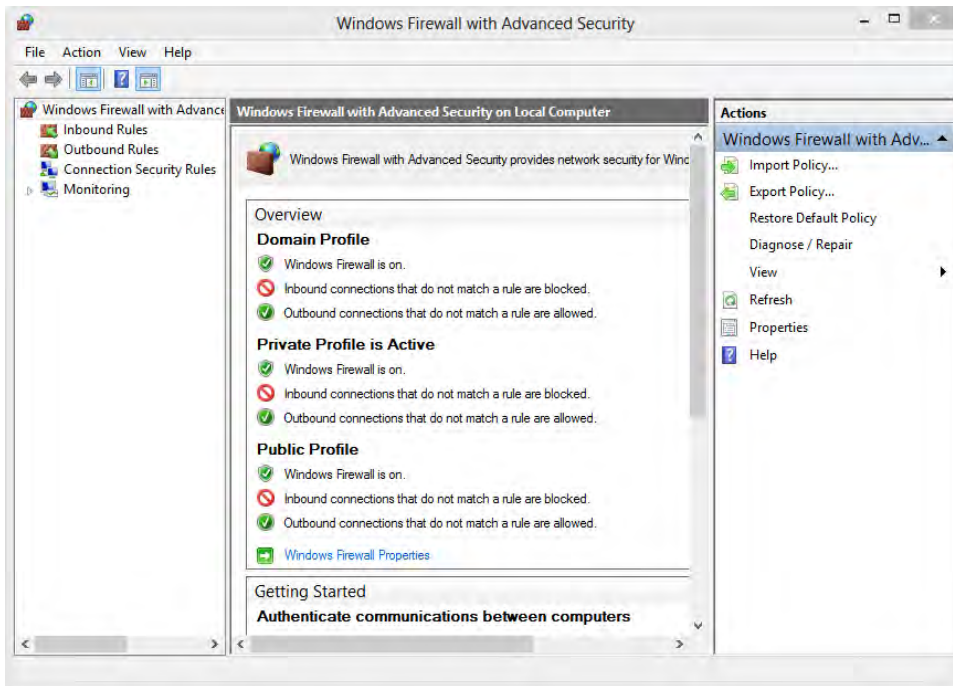 Windows Firewall with Advanced Security
File Action View Help
Windows Firewall with Advance
Inbound Rules
Outbound Rules
Connection Security Rules
Monitoring
Windows Firewall with Advanced Security on Local Computer
Windows Firewall with Advanced Security provides network security for Wind
Overview
Domain Profile
Windows Firewall is on.
Inbound connections that do not match a rule are blocked.
Outbound connections that do not match a rule are allowed.
Private Profile is Active
Windows Firewall is on.
Inbound connections that do not match a rule are blocked.
Outbound connections that do not match a rule are allowed.
Public Profile
Windows Firewall is on.
Inbound connections that do not match a rule are blocked.
Outbound connections that do not match a rule are allowed.
Windows Firewall Properties
Getting Started
Authenticate communications between computers
Actions
Windows Firewall with Adv...
Import Policy...
Export Policy...
Restore Default Policy
Diagnose / Repair
View
Refresh
Properties
Help